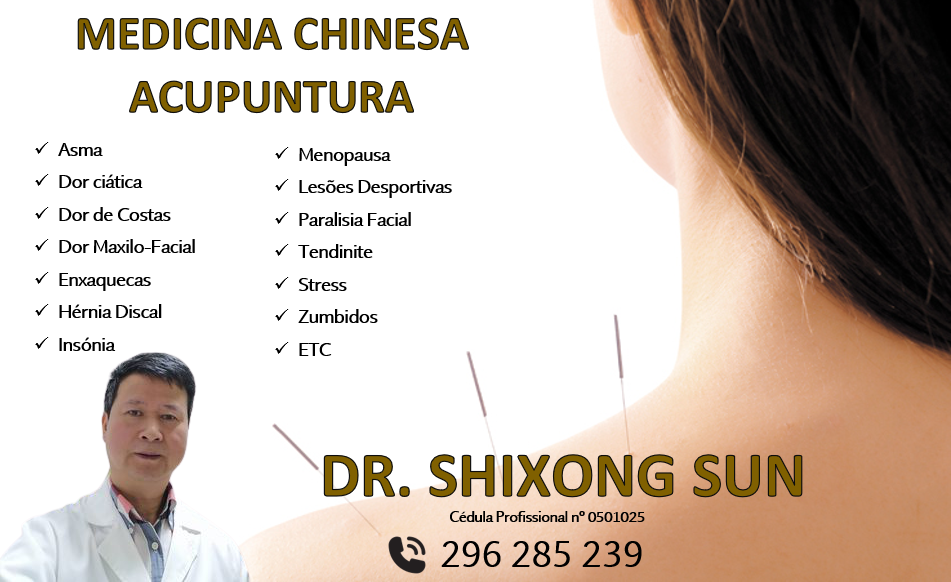 MEDICINA CHINESA
ACUPUNTURA
Asma
Dor ciática
Dor de Costas
Dor Maxilo-Facial
Enxaquecas
Hérnia Discal
Insónia
Menopausa
Lesões Desportivas
Paralisia Facial
Tendinite
Stress
Zumbidos
ETC
DR. SHIXONG SUN
Cédula Profissional nº 0501025
296 285 239